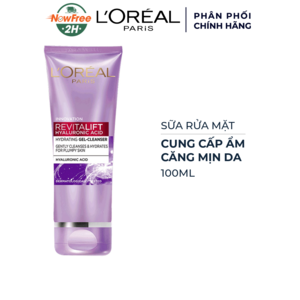 NowFree
2H
L'ORÉAL
PARIS
PHÂN PHỐI
CHÍNH HÃNG
L'ORÉAL
PARIS
REVITALIFT
HYALURONIC ACID
HYDRATING GEL-CLEANSER
GENTLY CLEANSES & HYDRATES
FOR PLUMPY SKIN
HYALURONIC ACID
SỮA RỬA MẶT
CUNG CẤP ẨM
CĂNG MỊN DA
100ML